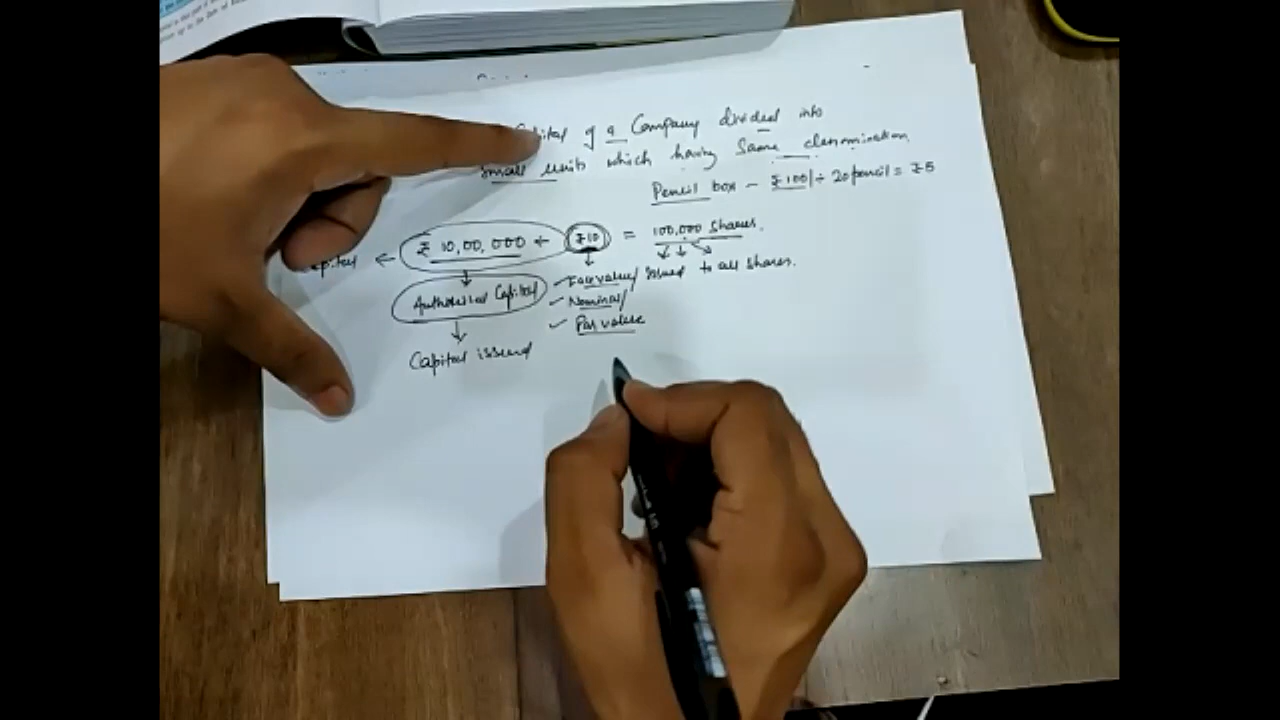 Capital of a Company divided into
small units which having same denomination
Pencil box - ₹100/ ÷ 20 pencil = ₹5
← ₹ 10,00,000 ← ₹10 = 100,000 shares.
Authorised Capital Face value/ issued to all shares.
Nominal/
Par value
Capital issued